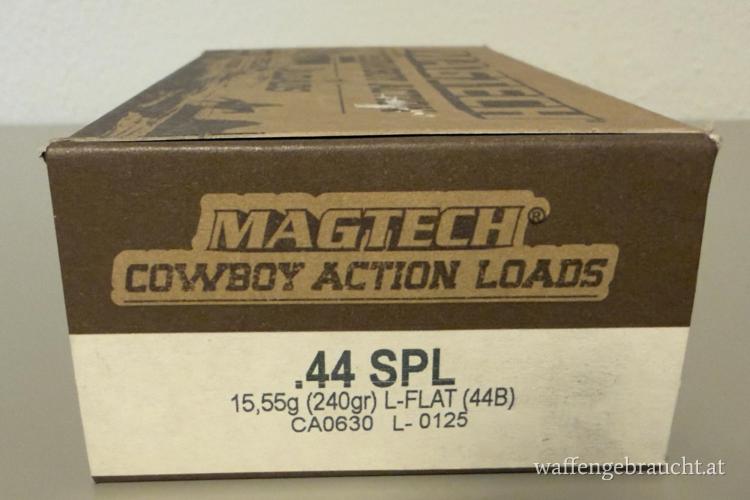 MAGTECH®
COWBOY ACTION LOADS
.44 SPL
15,55g (240gr) L-FLAT (44B)
CA0630 L- 0125
waffengebraucht.at